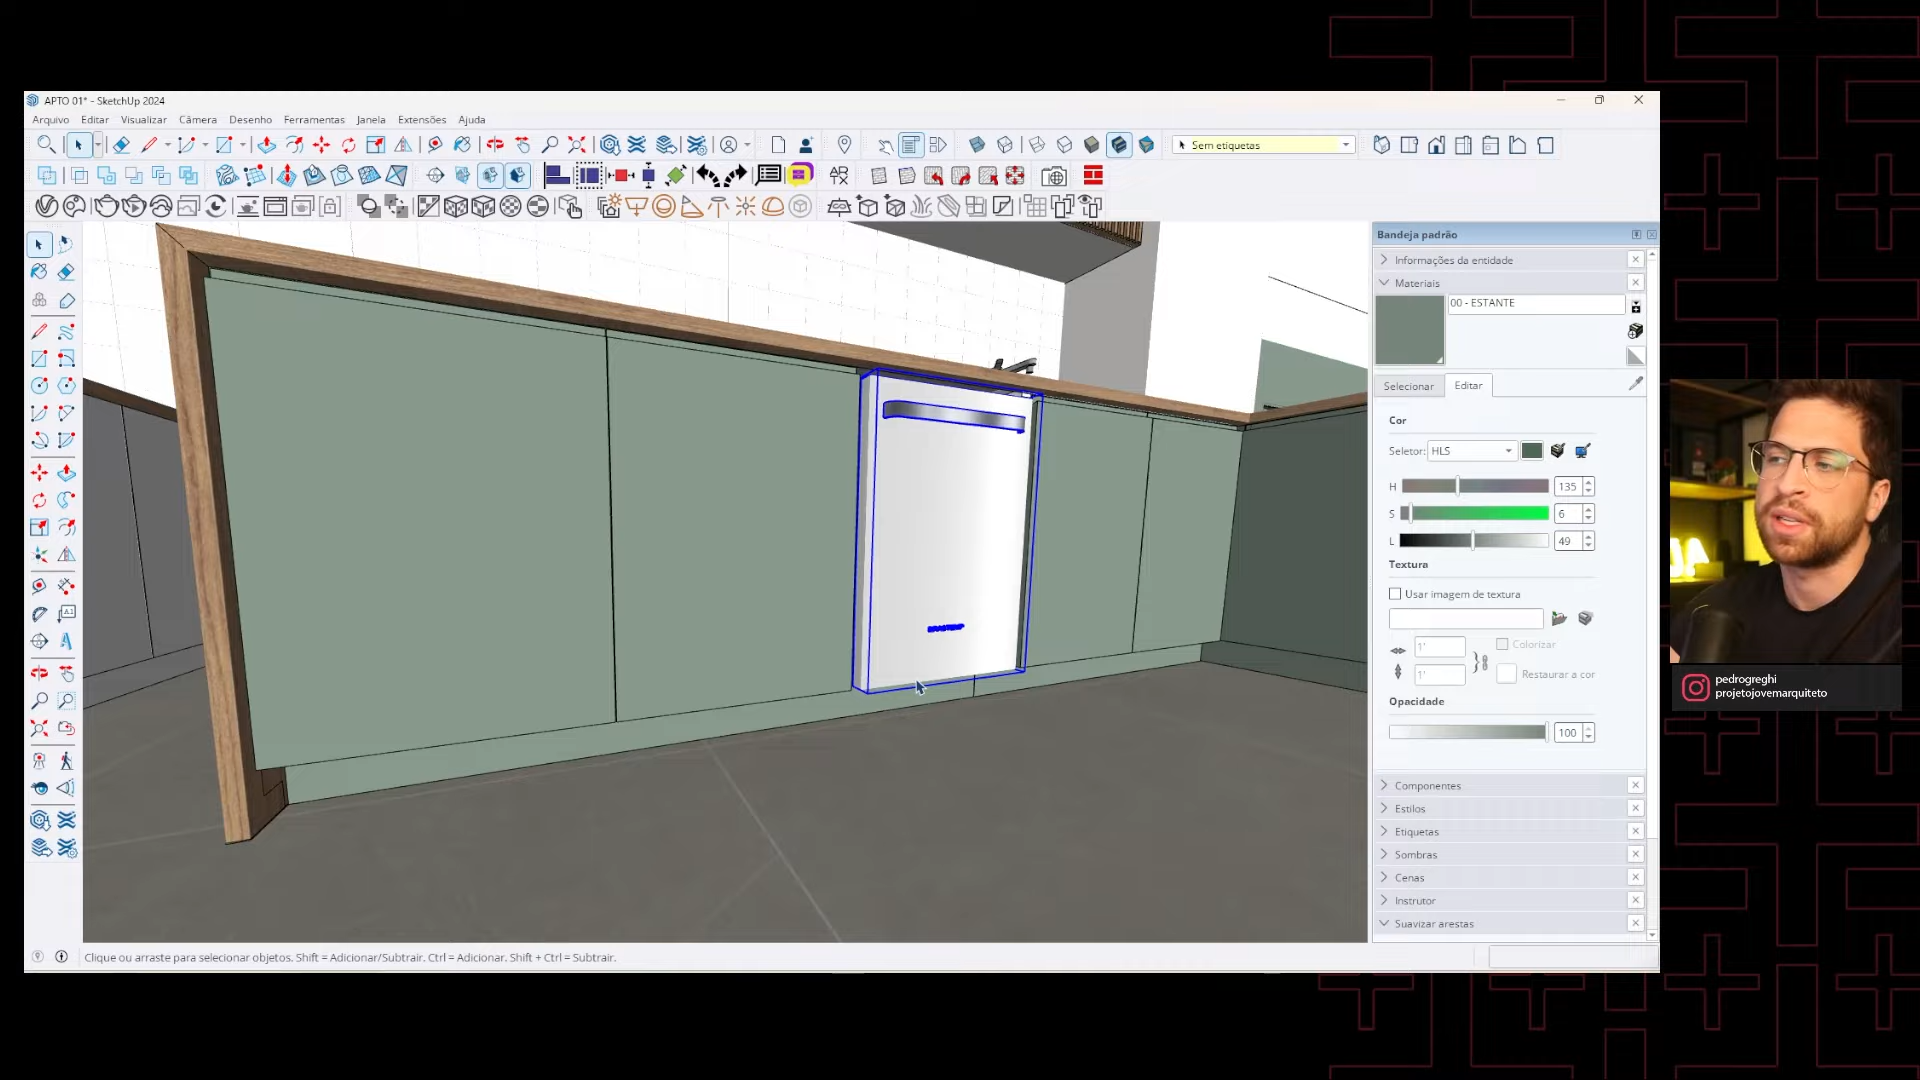 APTO 01* - SketchUp 2024
Arquivo Editar Visualizar Câmera Desenho Ferramentas Janela Extensões Ajuda
Sem etiquetas
AR
Bandeja padrão
Informações da entidade
Materiais
00 - ESTANTE
Selecionar Editar
Cor
Seletor: HLS
H 135
S 6
L 49
Textura
Usar imagem de textura
1' Colorizar
1' Restaurar a cor
Opacidade
100
Componentes
Estilos
Etiquetas
Sombras
Cenas
Instrutor
Suavizar arestas
Clique ou arraste para selecionar objetos. Shift = Adicionar/Subtrair. Ctrl = Adicionar. Shift + Ctrl = Subtrair.
pedrogreghi
projetojovemarquiteto